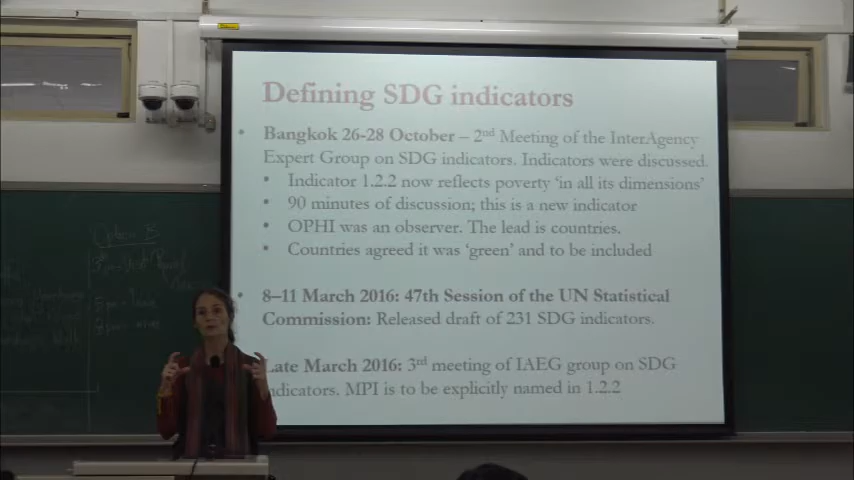 Defining SDG indicators
• Bangkok 26-28 October – 2nd Meeting of the InterAgency
Expert Group on SDG indicators. Indicators were discussed.
• Indicator 1.2.2 now reflects poverty ‘in all its dimensions’
• 90 minutes of discussion; this is a new indicator
• OPHI was an observer. The lead is countries.
• Countries agreed it was ‘green’ and to be included
• 8–11 March 2016: 47th Session of the UN Statistical
Commission: Released draft of 231 SDG indicators.
Late March 2016: 3rd meeting of IAEG group on SDG
indicators. MPI is to be explicitly named in 1.2.2
Option B